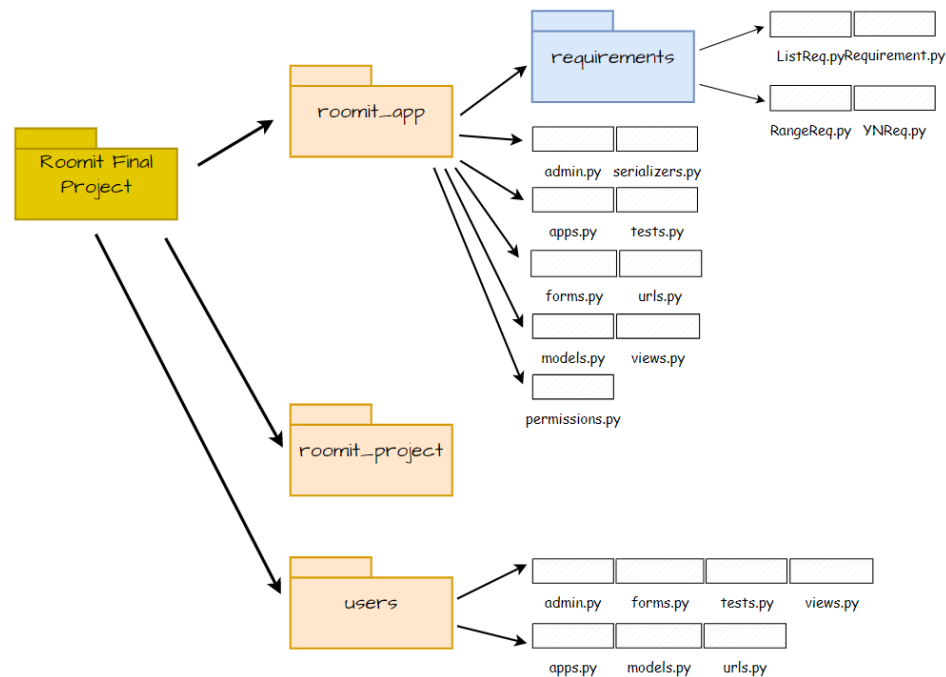 requirements
ListReq.py Requirement.py
roomit_app
RangeReq.py YNReq.py
Roomit Final
Project
admin.py serializers.py
apps.py tests.py
forms.py urls.py
models.py views.py
permissions.py
roomit_project
users
admin.py forms.py tests.py views.py
apps.py models.py urls.py